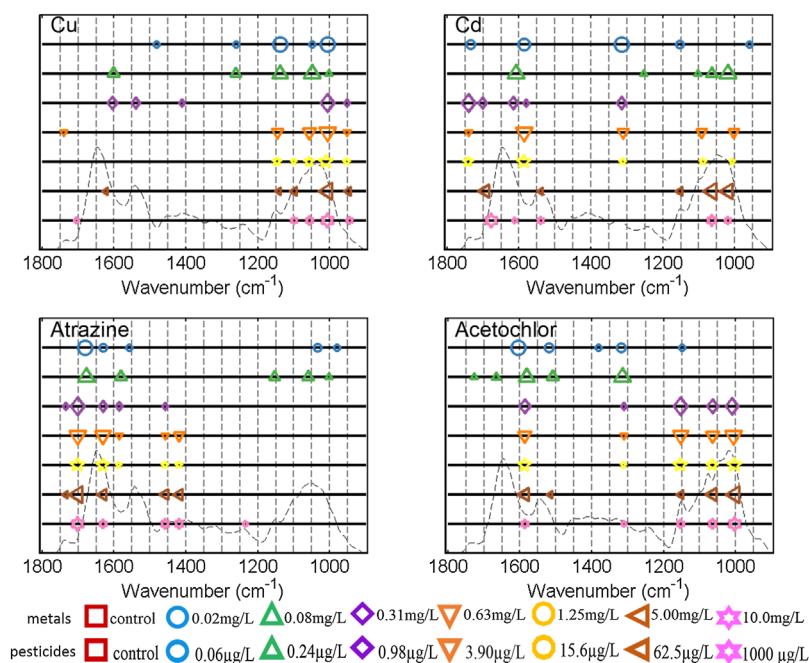 Cu
Cd
1800 1600 1400 1200 1000
1800 1600 1400 1200 1000
Wavenumber (cm⁻¹)
Wavenumber (cm⁻¹)
Atrazine
Acetochlor
1800 1600 1400 1200 1000
1800 1600 1400 1200 1000
Wavenumber (cm⁻¹)
Wavenumber (cm⁻¹)
metals control 0.02mg/L 0.08mg/L 0.31mg/L 0.63mg/L 1.25mg/L 5.00mg/L 10.0mg/L
pesticides control 0.06µg/L 0.24µg/L 0.98µg/L 3.90µg/L 15.6µg/L 62.5µg/L 1000 µg/L